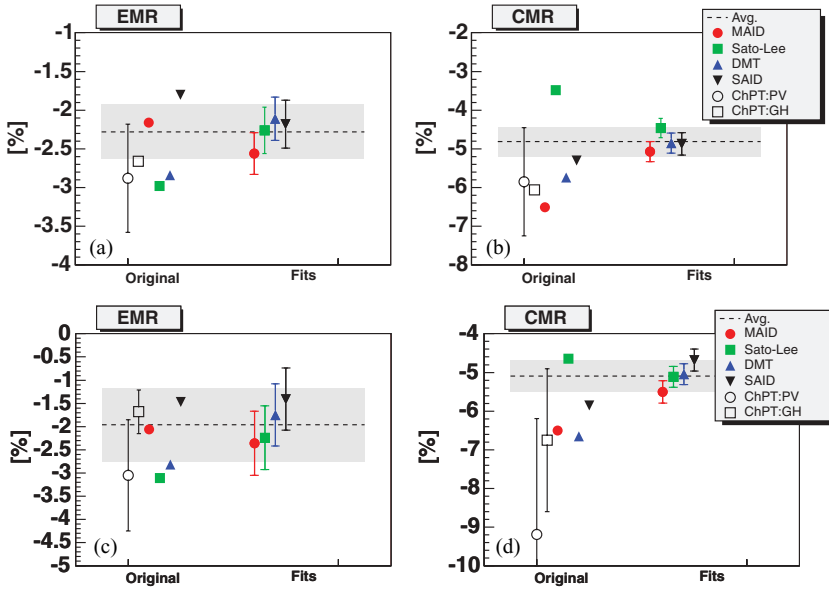 EMR
-1
-1.5
-2
-2.5
-3
-3.5
-4
[%]
(a)
Original
Fits
CMR
-2
-3
-4
-5
-6
-7
-8
[%]
(b)
Original
Fits
Avg.
MAID
Sato-Lee
DMT
SAID
ChPT:PV
ChPT:GH
EMR
0
-0.5
-1
-1.5
-2
-2.5
-3
-3.5
-4
-4.5
-5
[%]
(c)
Original
Fits
CMR
-4
-5
-6
-7
-8
-9
-10
[%]
(d)
Original
Fits
Avg.
MAID
Sato-Lee
DMT
SAID
ChPT:PV
ChPT:GH